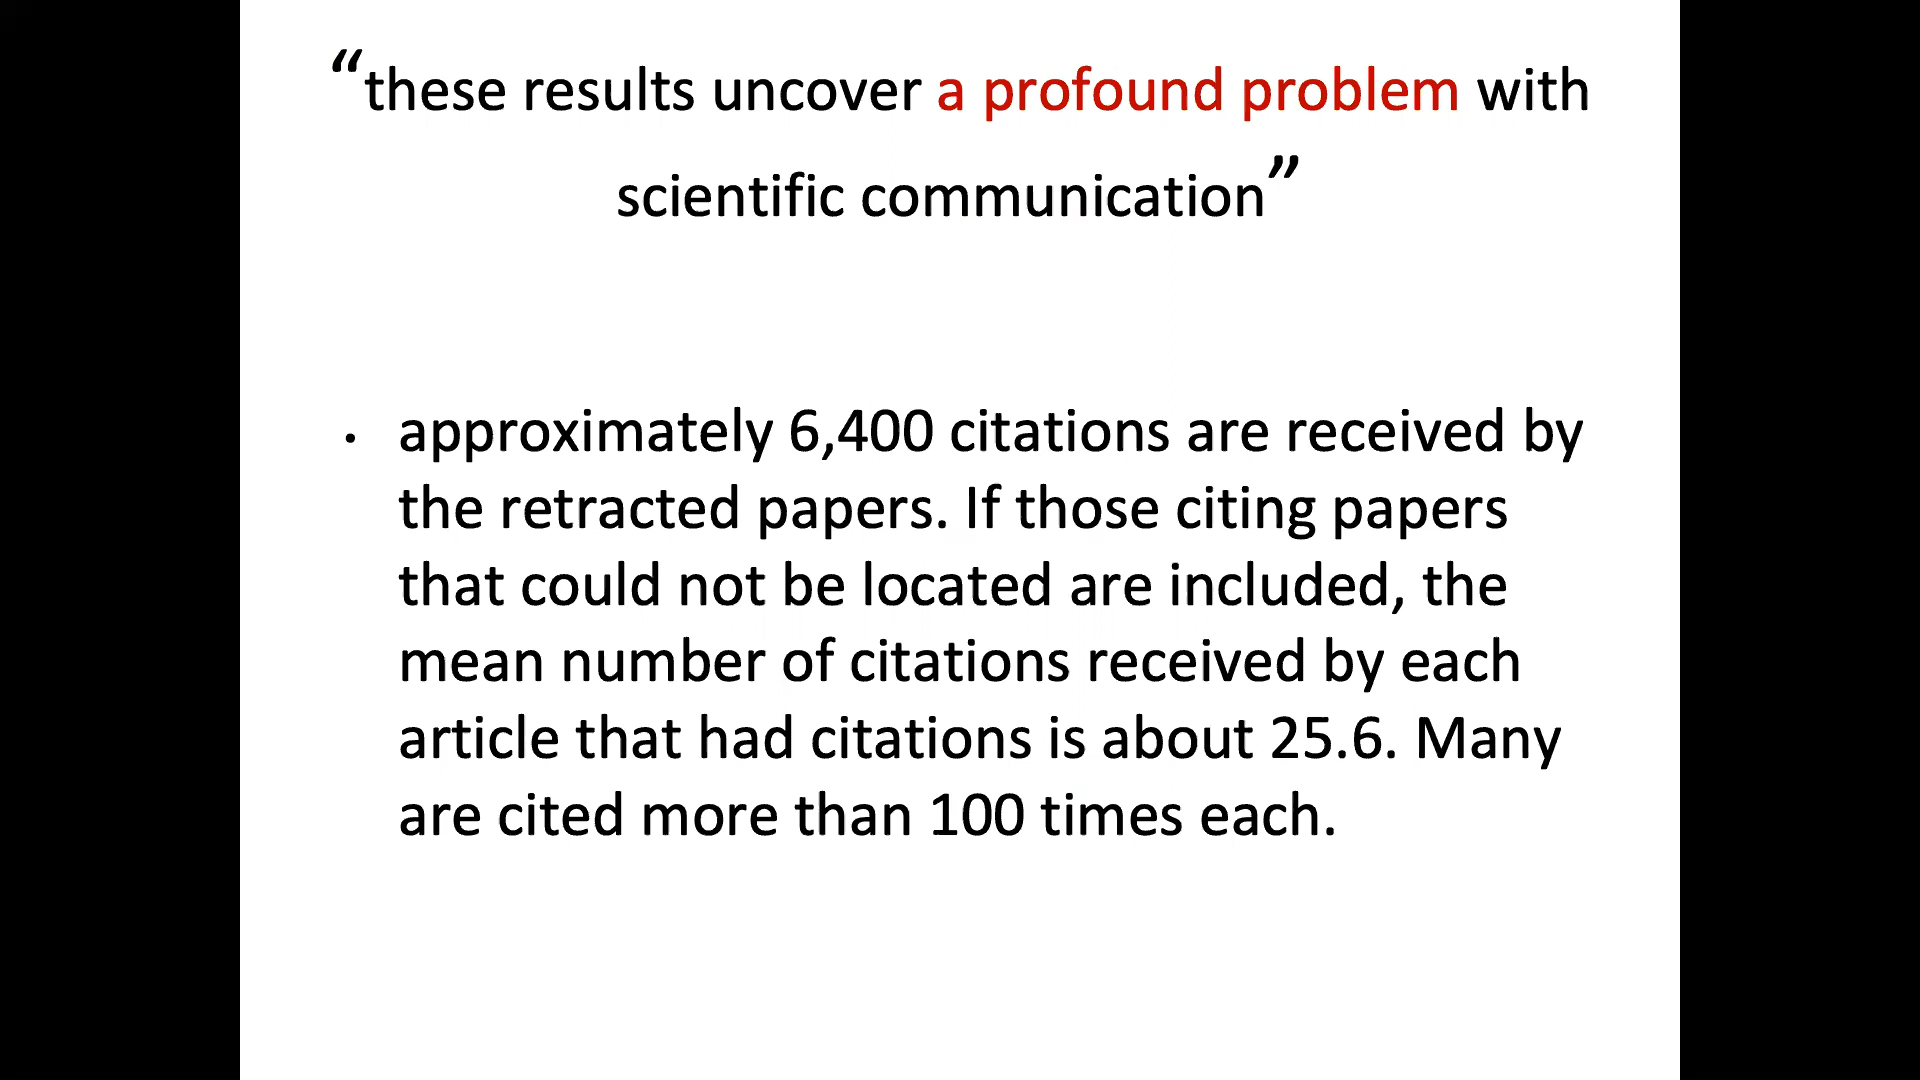 “these results uncover a profound problem with
scientific communication”
• approximately 6,400 citations are received by
the retracted papers. If those citing papers
that could not be located are included, the
mean number of citations received by each
article that had citations is about 25.6. Many
are cited more than 100 times each.